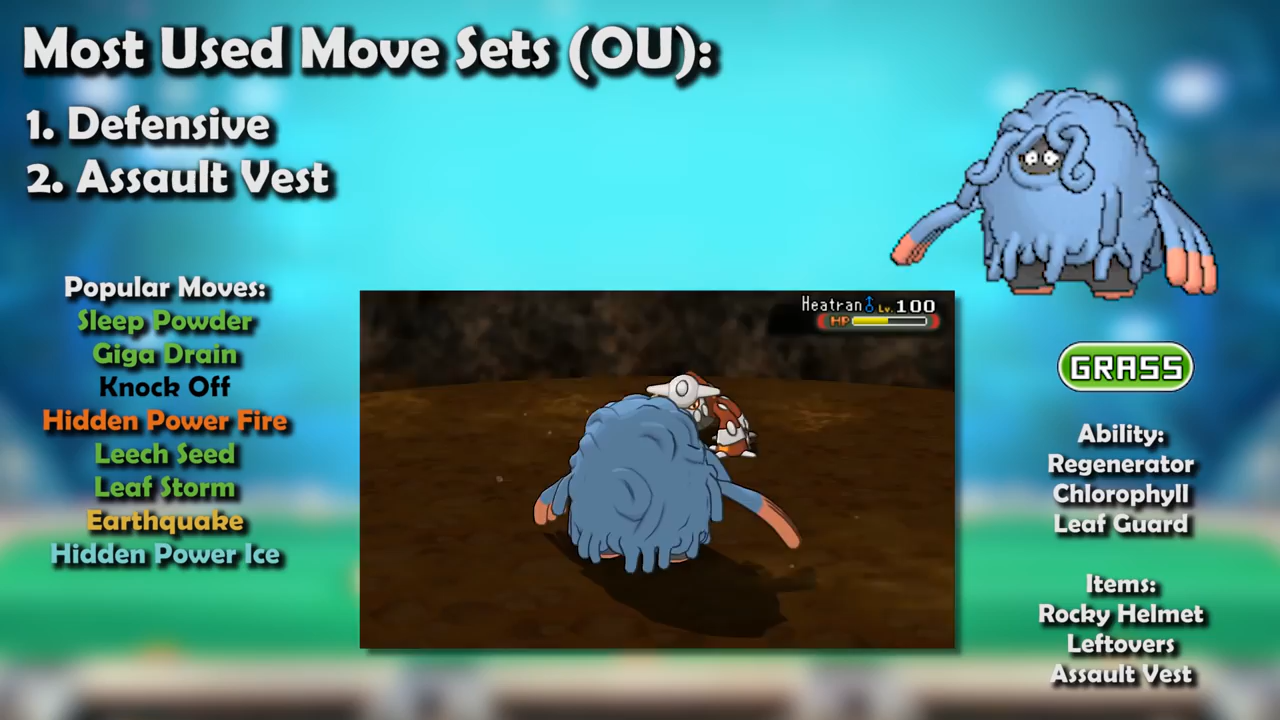 Most Used Move Sets (OU):
1. Defensive
2. Assault Vest
Popular Moves:
Sleep Powder
Giga Drain
Knock Off
Hidden Power Fire
Leech Seed
Leaf Storm
Earthquake
Hidden Power Ice
Heatran♂ Lv.100
HP
GRASS
Ability:
Regenerator
Chlorophyll
Leaf Guard
Items:
Rocky Helmet
Leftovers
Assault Vest